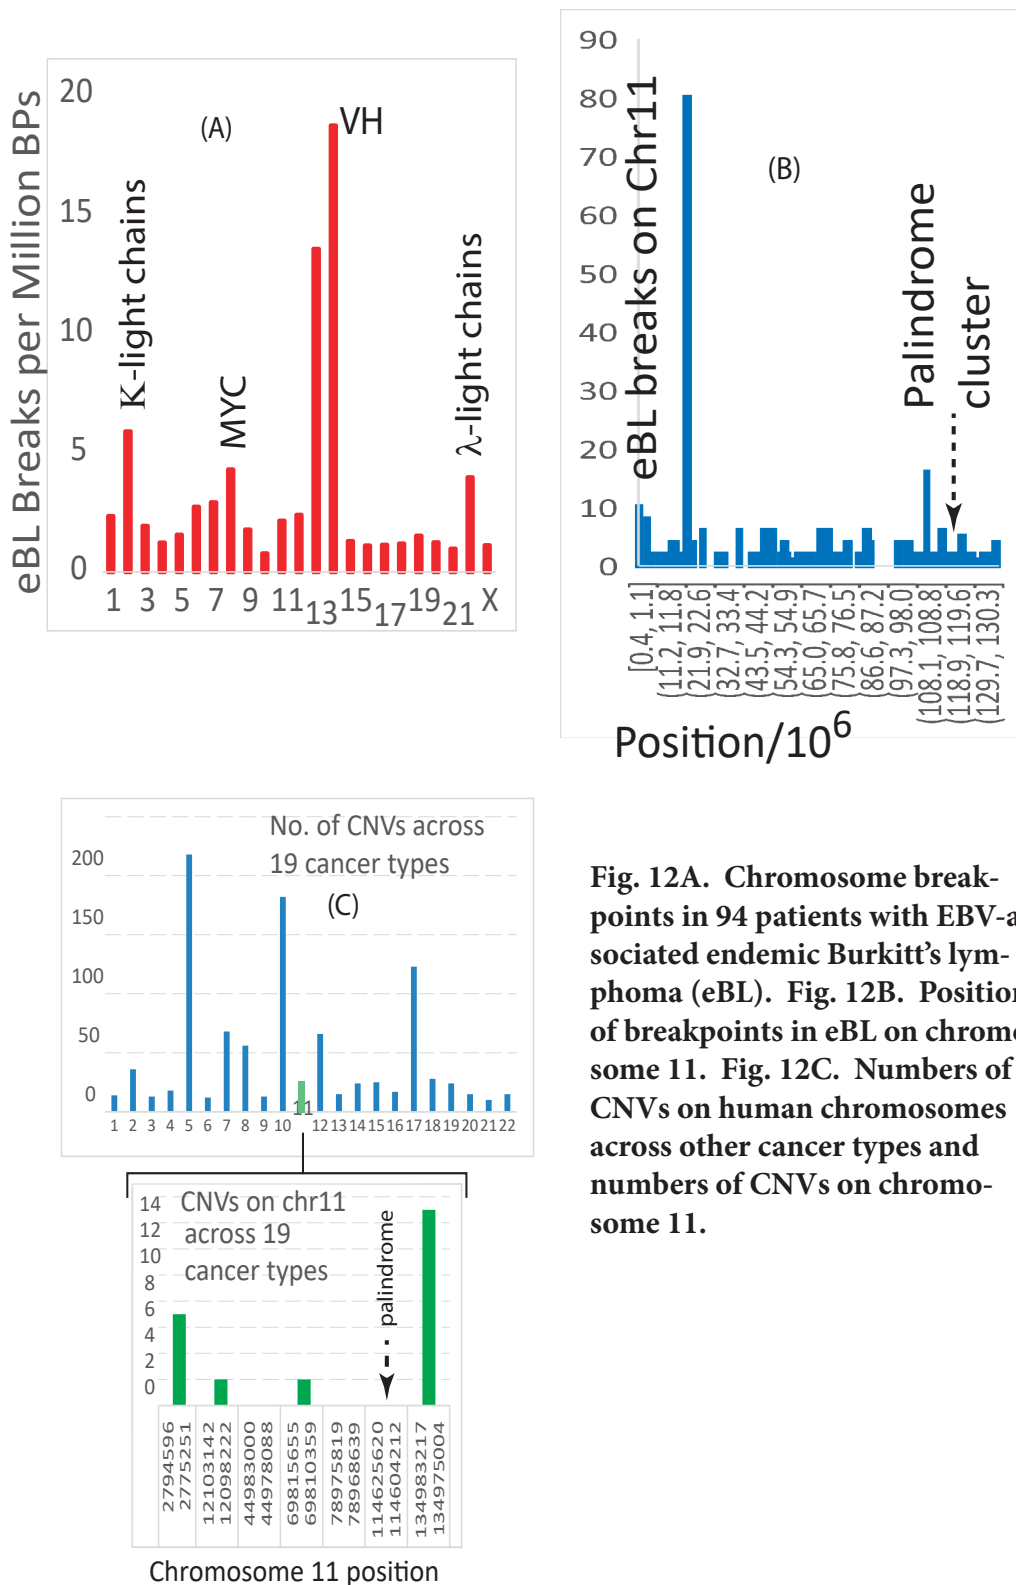 eBL Breaks per Million BPs
20
15
10
5
0
(A)
K-light chains
MYC
VH
λ-light chains
1 3 5 7 9 11 13 15 17 19 21 X
eBL breaks on Chr11
90
80
70
60
50
40
30
20
10
0
(B)
Palindrome
cluster
[0.4, 1.1]
(11.2, 11.8]
(21.9, 22.6]
(32.7, 33.4]
(43.5, 44.2]
(54.3, 54.9]
(65.0, 65.7]
(75.8, 76.5]
(86.6, 87.2]
(97.3, 98.0]
(108.1, 108.8]
(118.9, 119.6]
(129.7, 130.3]
Position/10⁶
No. of CNVs across
19 cancer types
(C)
200
150
100
50
0
1 2 3 4 5 6 7 8 9 10 11 12 13 14 15 16 17 18 19 20 21 22
CNVs on chr11
across 19
cancer types
palindrome
14
12
10
8
6
4
2
0
2794596
2775251
12103142
12098222
44983000
44978088
69815655
69810359
78975819
78968639
114625620
114604212
134983217
134975004
Chromosome 11 position
Fig. 12A. Chromosome break-
points in 94 patients with EBV-a
sociated endemic Burkitt’s lym-
phoma (eBL). Fig. 12B. Position
of breakpoints in eBL on chromo
some 11. Fig. 12C. Numbers of
CNVs on human chromosomes
across other cancer types and
numbers of CNVs on chromo-
some 11.